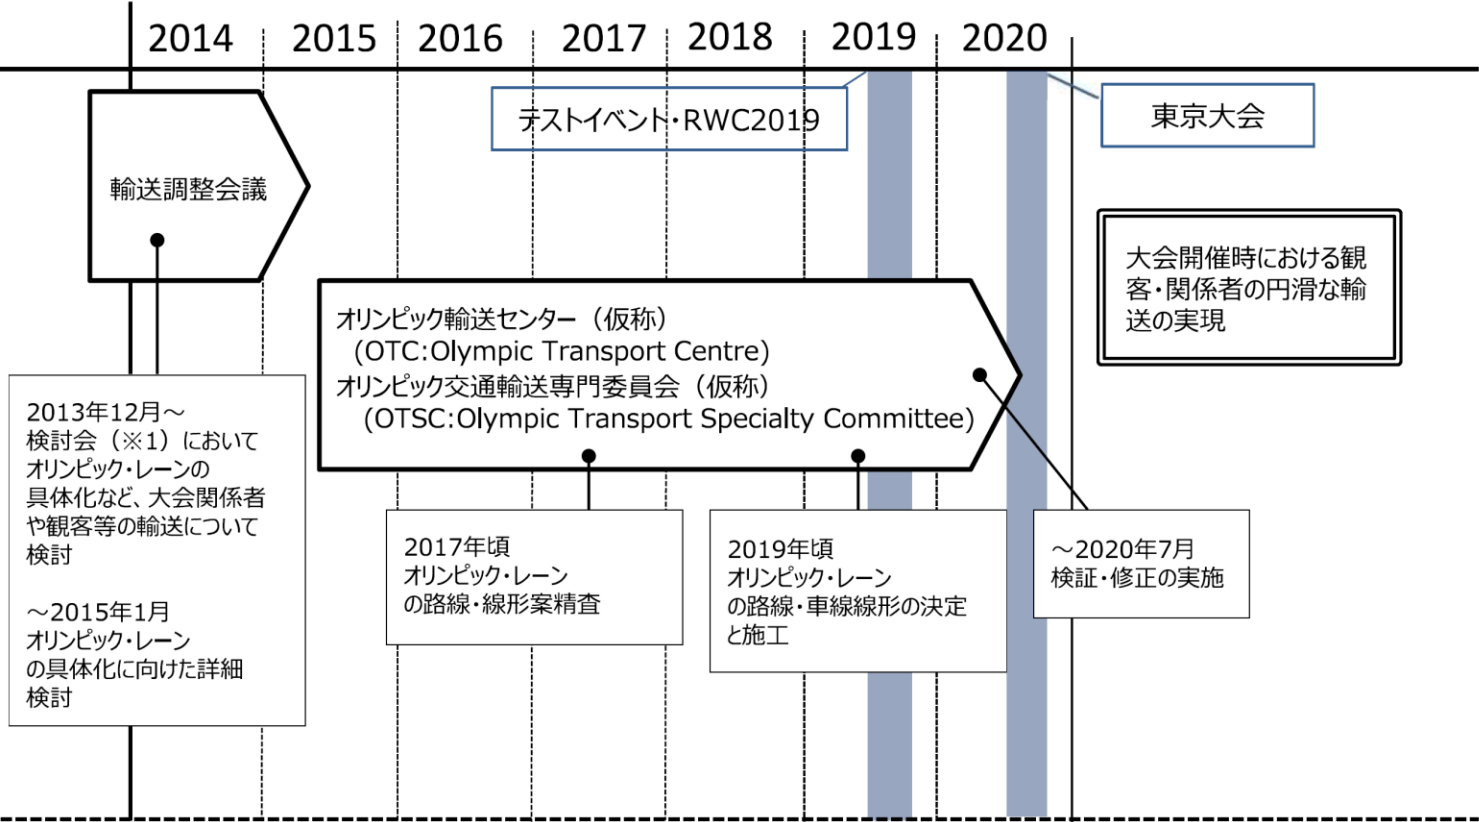 2014 2015 2016 2017 2018 2019 2020
テストイベント・RWC2019
東京大会
輸送調整会議
大会開催時における観
客・関係者の円滑な輸
送の実現
オリンピック輸送センター（仮称）
(OTC:Olympic Transport Centre)
オリンピック交通輸送専門委員会（仮称）
(OTSC:Olympic Transport Specialty Committee)
2013年12月～
検討会（※1）において
オリンピック・レーンの
具体化など、大会関係者
や観客等の輸送について
検討
～2015年1月
オリンピック・レーン
の具体化に向けた詳細
検討
2017年頃
オリンピック・レーン
の路線・線形案精査
2019年頃
オリンピック・レーン
の路線・車線線形の決定
と施工
～2020年7月
検証・修正の実施